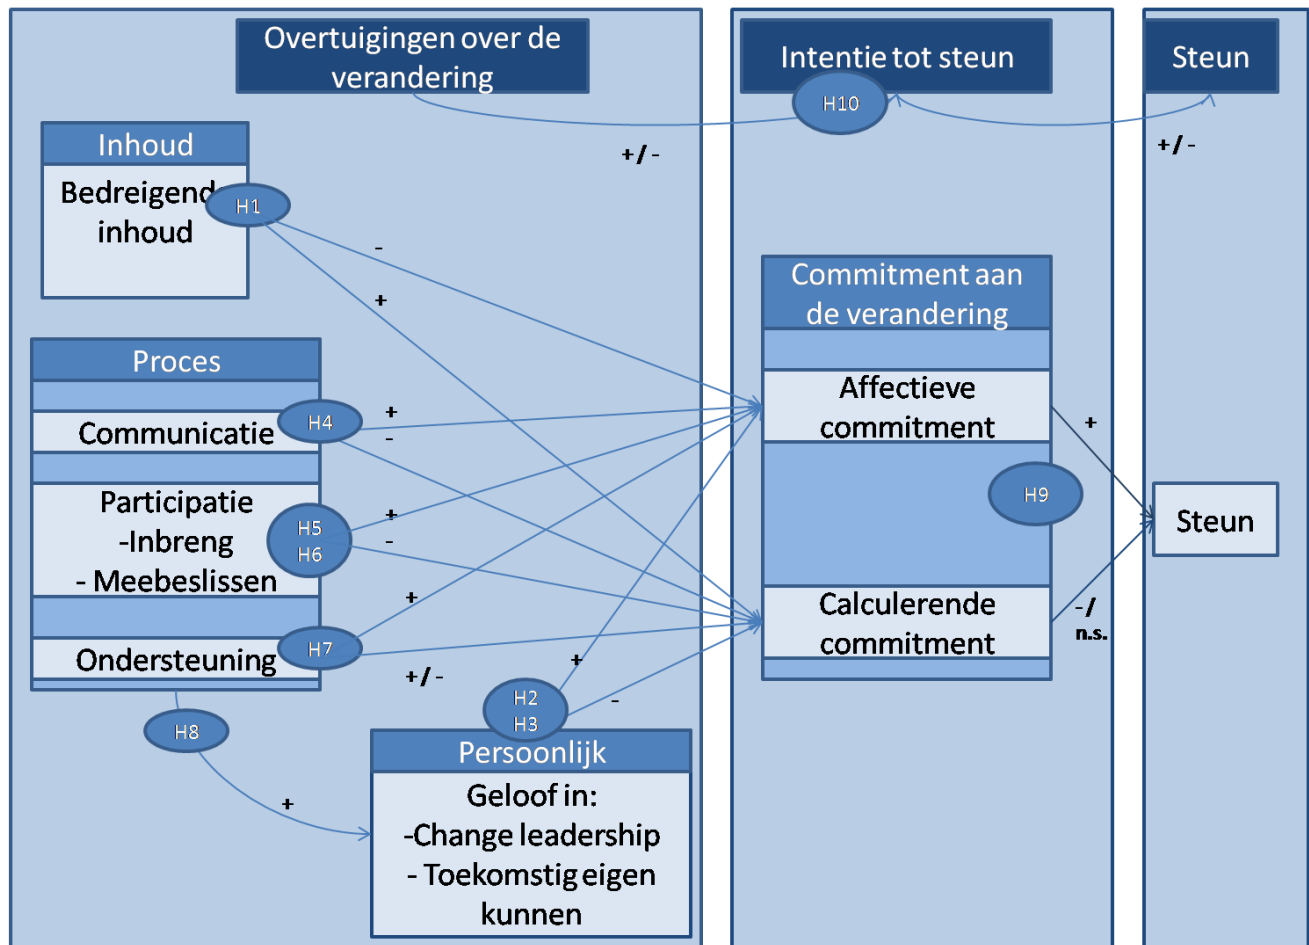 Overtuigingen over de
verandering
Intentie tot steun
Steun
H10
+/-
+/-
Inhoud
Bedreigende
inhoud
H1
-
+
Commitment aan
de verandering
Proces
Communicatie
H4
+
-
Affectieve
commitment
+
Participatie
-Inbreng
- Meebeslissen
H5
H6
+
-
H9
Steun
Ondersteuning
H7
+
+/-
Calculerende
commitment
-/
n.s.
H2
H3
+
-
H8
+
Persoonlijk
Geloof in:
-Change leadership
- Toekomstig eigen
kunnen